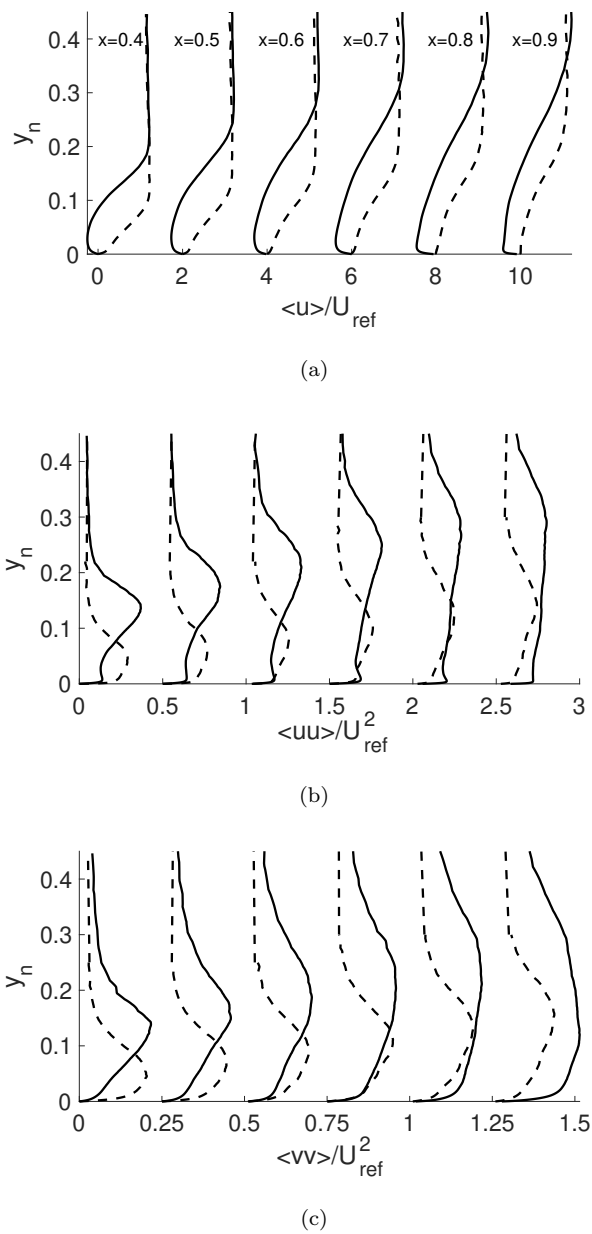 x=0.4 x=0.5 x=0.6 x=0.7 x=0.8 x=0.9
0.4
0.3
y_n
0.2
0.1
0
0 2 4 6 8 10
<u>/U_ref
(a)
0.4
0.3
y_n
0.2
0.1
0
0 0.5 1 1.5 2 2.5 3
<uu>/U_ref^2
(b)
0.4
0.3
y_n
0.2
0.1
0
0 0.25 0.5 0.75 1 1.25 1.5
<vv>/U_ref^2
(c)